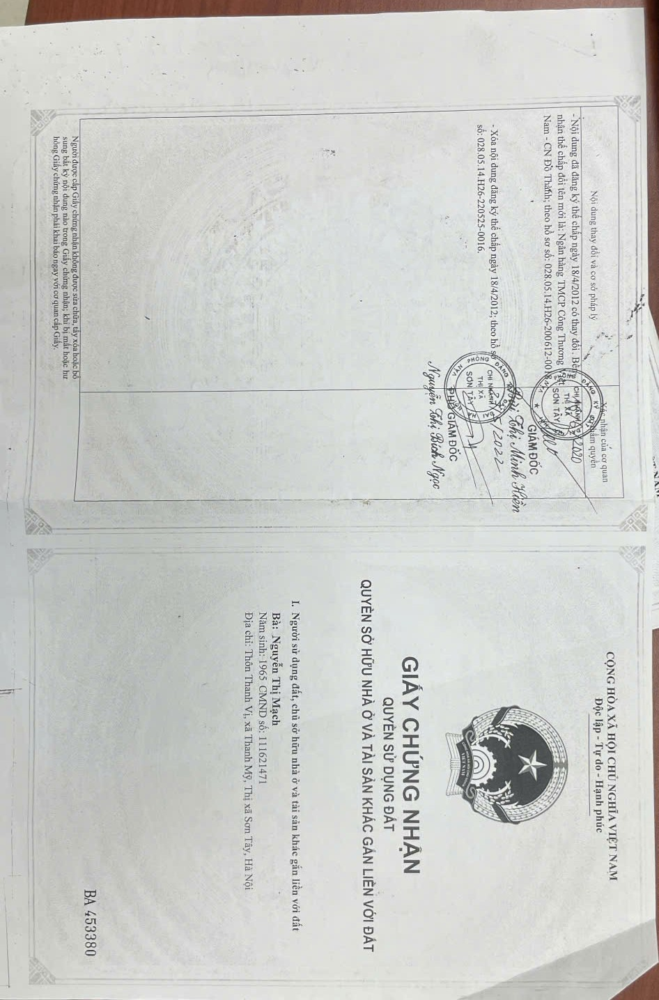 Nội dung thay đổi và cơ sở pháp lý
Xác nhận của cơ quan
thẩm quyền
- Nội dung đã đăng ký thế chấp ngày 18/4/2012 có thay đổi. Bên
nhận thế chấp đổi tên mới là: Ngân hàng TMCP Công Thương Việt
Nam - CN Đô Thành; theo hồ sơ số: 028.05.14.H26-200612-0018.
2020
VĂN ĐĂNG KÝ
CHI NHÁNH
THỊ XÃ
SƠN TÂY
GIÁM ĐỐC
Bùi Thị Minh Hiền
- Xóa nội dung đăng ký thế chấp ngày 18/4/2012; theo hồ sơ
số: 028.05.14.H26-220525-0016.
/2022
VĂN PHÒNG ĐĂNG KÝ ĐẤT ĐAI HÀ NỘI
CHI NHÁNH
THỊ XÃ
SƠN TÂY
PHÓ GIÁM ĐỐC
Nguyễn Thị Bích Ngọc
Người được cấp Giấy chứng nhận không được sửa chữa, tẩy xóa hoặc bổ
sung bất kỳ nội dung nào trong Giấy chứng nhận; khi bị mất hoặc hư
hỏng Giấy chứng nhận phải khai báo ngay với cơ quan cấp Giấy.
CỘNG HÒA XÃ HỘI CHỦ NGHĨA VIỆT NAM
Độc lập - Tự do - Hạnh phúc
VIỆT NAM
GIẤY CHỨNG NHẬN
QUYỀN SỬ DỤNG ĐẤT
QUYỀN SỞ HỮU NHÀ Ở VÀ TÀI SẢN KHÁC GẮN LIỀN VỚI ĐẤT
I. Người sử dụng đất, chủ sở hữu nhà ở và tài sản khác gắn liền với đất
Bà: Nguyễn Thị Mạch
Năm sinh: 1965 CMND số: 111621471
Địa chỉ: Thôn Thanh Vị, xã Thanh Mỹ, Thị xã Sơn Tây, Hà Nội
BA 453380